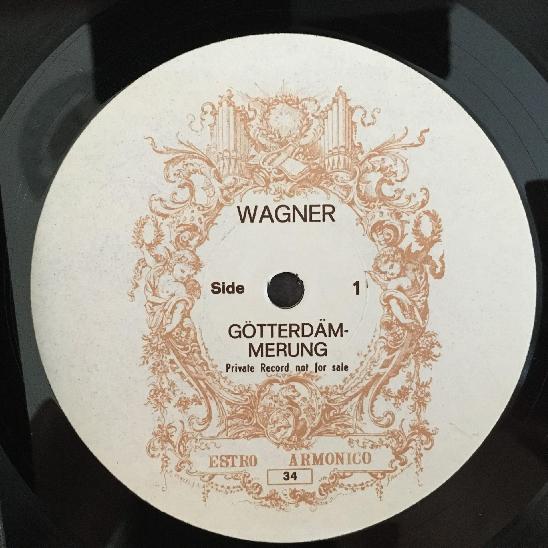 WAGNER
Side 1
GÖTTERDÄM-
MERUNG
Private Record not for sale
ESTRO ARMONICO
34